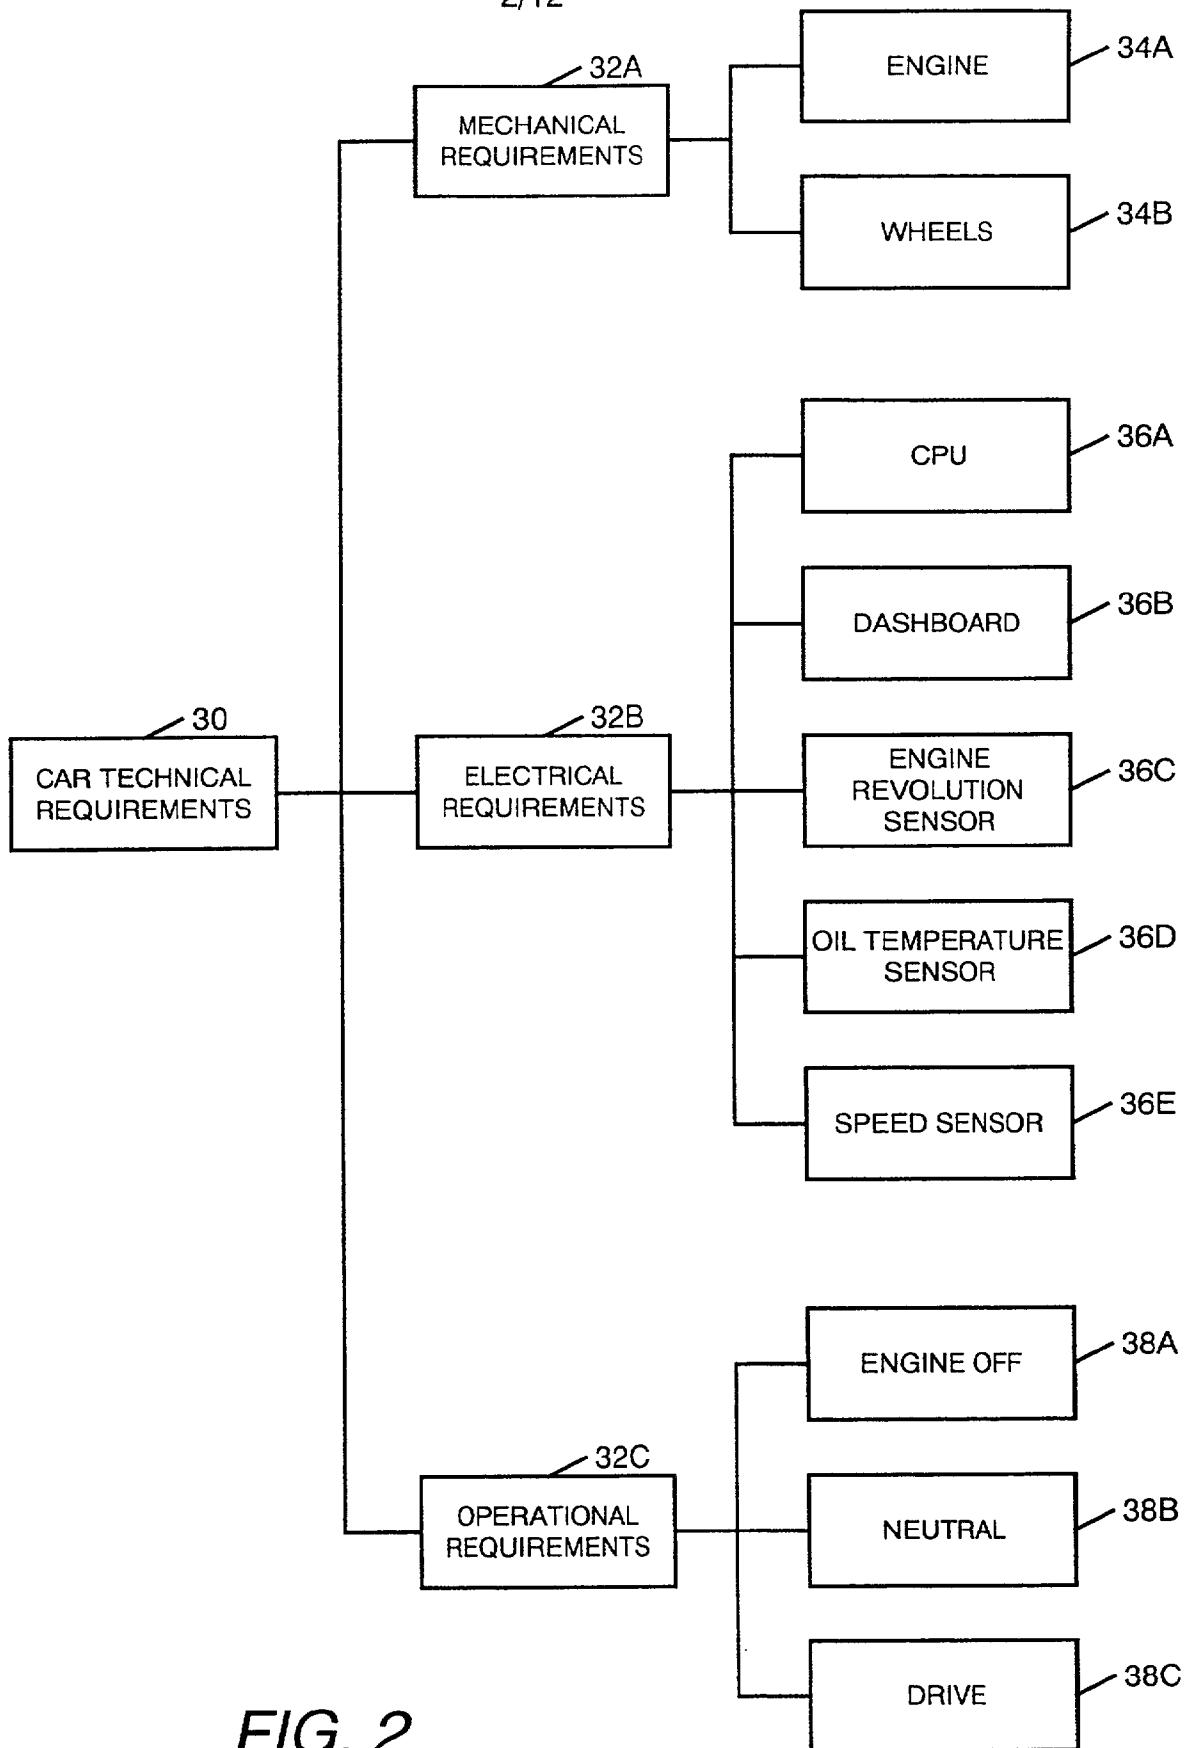 2/12
32A
MECHANICAL
REQUIREMENTS
ENGINE
34A
WHEELS
34B
30
CAR TECHNICAL
REQUIREMENTS
32B
ELECTRICAL
REQUIREMENTS
CPU
36A
DASHBOARD
36B
ENGINE
REVOLUTION
SENSOR
36C
OIL TEMPERATURE
SENSOR
36D
SPEED SENSOR
36E
32C
OPERATIONAL
REQUIREMENTS
ENGINE OFF
38A
NEUTRAL
38B
DRIVE
38C
FIG. 2